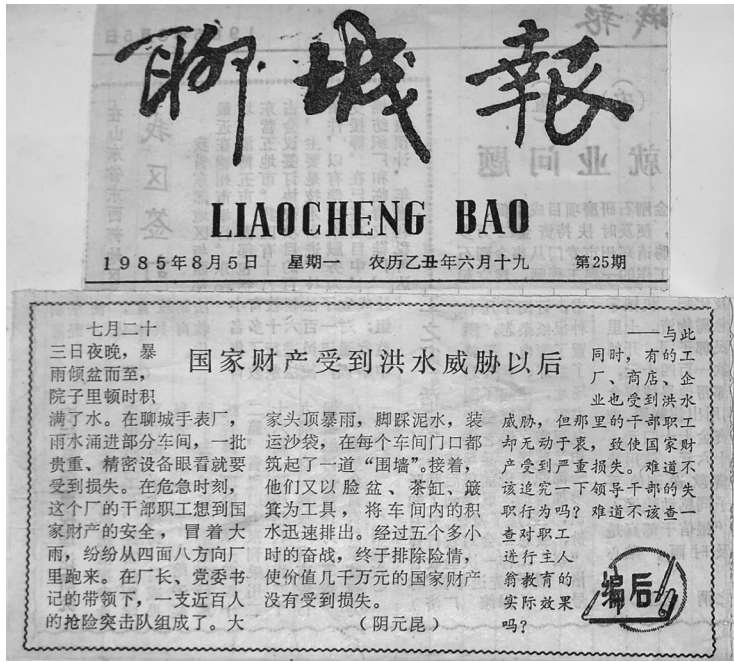 聊城報
LIAOCHENG BAO
1985年8月5日 星期一 农历乙丑年六月十九 第25期
国家财产受到洪水威胁以后
七月二十
三日夜晚，暴
雨倾盆而至，
院子里顿时积
满了水。在聊城手表厂，
雨水涌进部分车间，一批
贵重、精密设备眼看就要
受到损失。在危急时刻，
这个厂的干部职工想到国
家财产的安全，冒着大
雨，纷纷从四面八方向厂
里跑来。在厂长、党委书
记的带领下，一支近百人
的抢险突击队组成了。大
家头顶暴雨，脚踩泥水，装
运沙袋，在每个车间门口都
筑起了一道“围墙”。接着，
他们又以脸盆、茶缸、簸
箕为工具，将车间内的积
水迅速排出。经过五个多小
时的奋战，终于排除险情，
使价值几千万元的国家财产
没有受到损失。
（阴元昆）
——与此
同时，有的工
厂、商店、企
业也受到洪水
威胁，但那里的干部职工
却无动于衷，致使国家财
产受到严重损失。难道不
该追究一下领导干部的失
职行为吗？难道不该查一
查对职工
进行主人
翁教育的
实际效果
吗？
编后
就业问题
我区签